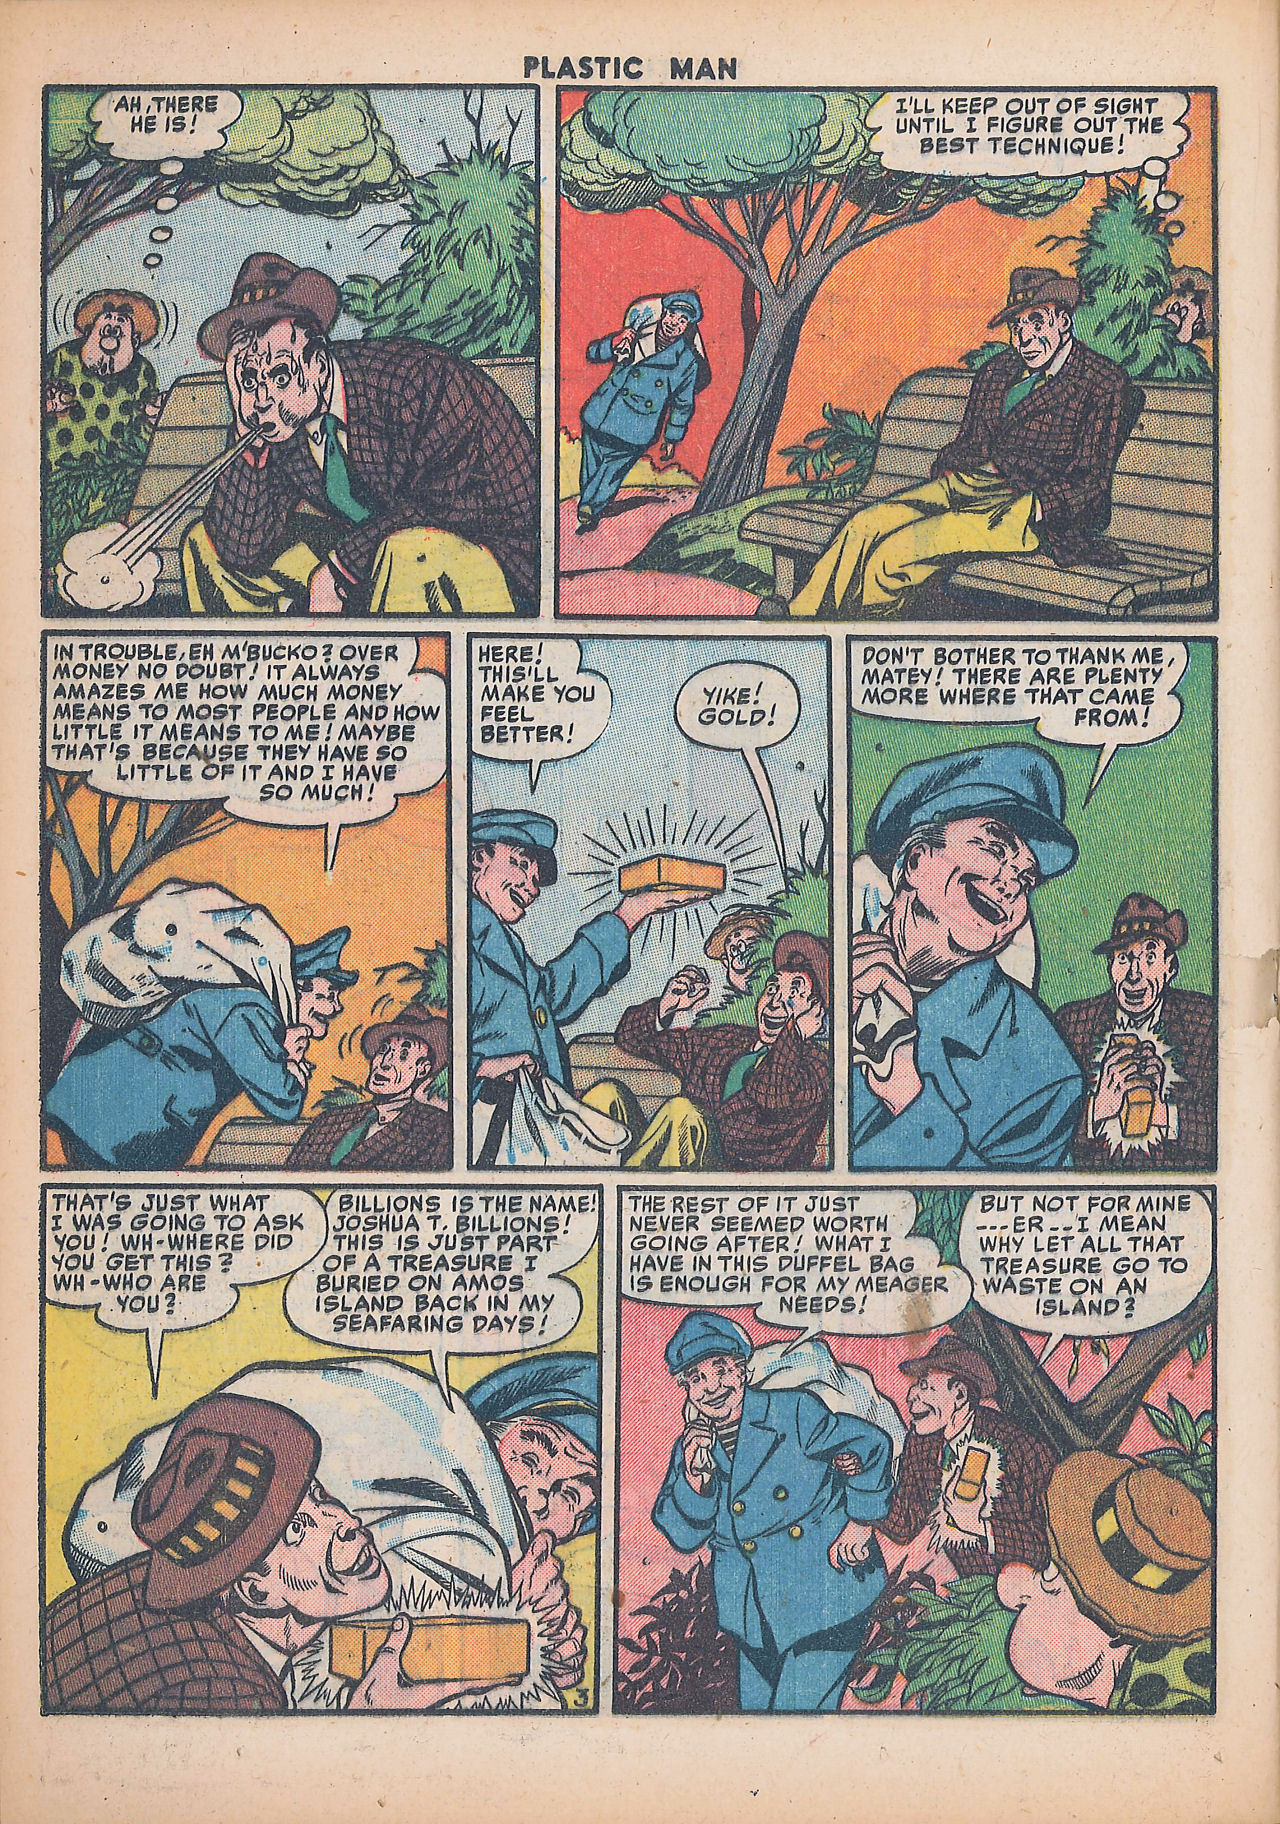 PLASTIC MAN
AH, THERE
HE IS!
I'LL KEEP OUT OF SIGHT
UNTIL I FIGURE OUT THE
BEST TECHNIQUE!
IN TROUBLE, EH M'BUCKO? OVER
MONEY NO DOUBT! IT ALWAYS
AMAZES ME HOW MUCH MONEY
MEANS TO MOST PEOPLE AND HOW
LITTLE IT MEANS TO ME! MAYBE
THAT'S BECAUSE THEY HAVE SO
LITTLE OF IT AND I HAVE
SO MUCH!
HERE!
THIS'LL
MAKE YOU
FEEL
BETTER!
YIKE!
GOLD!
DON'T BOTHER TO THANK ME,
MATEY! THERE ARE PLENTY
MORE WHERE THAT CAME
FROM!
THAT'S JUST WHAT
I WAS GOING TO ASK
YOU! WH-WHERE DID
YOU GET THIS?
WH-WHO ARE
YOU?
BILLIONS IS THE NAME!
JOSHUA T. BILLIONS!
THIS IS JUST PART
OF A TREASURE I
BURIED ON AMOS
ISLAND BACK IN MY
SEAFARING DAYS!
3
THE REST OF IT JUST
NEVER SEEMED WORTH
GOING AFTER! WHAT I
HAVE IN THIS DUFFEL BAG
IS ENOUGH FOR MY MEAGER
NEEDS!
BUT NOT FOR MINE
---ER--I MEAN
WHY LET ALL THAT
TREASURE GO TO
WASTE ON AN
ISLAND?